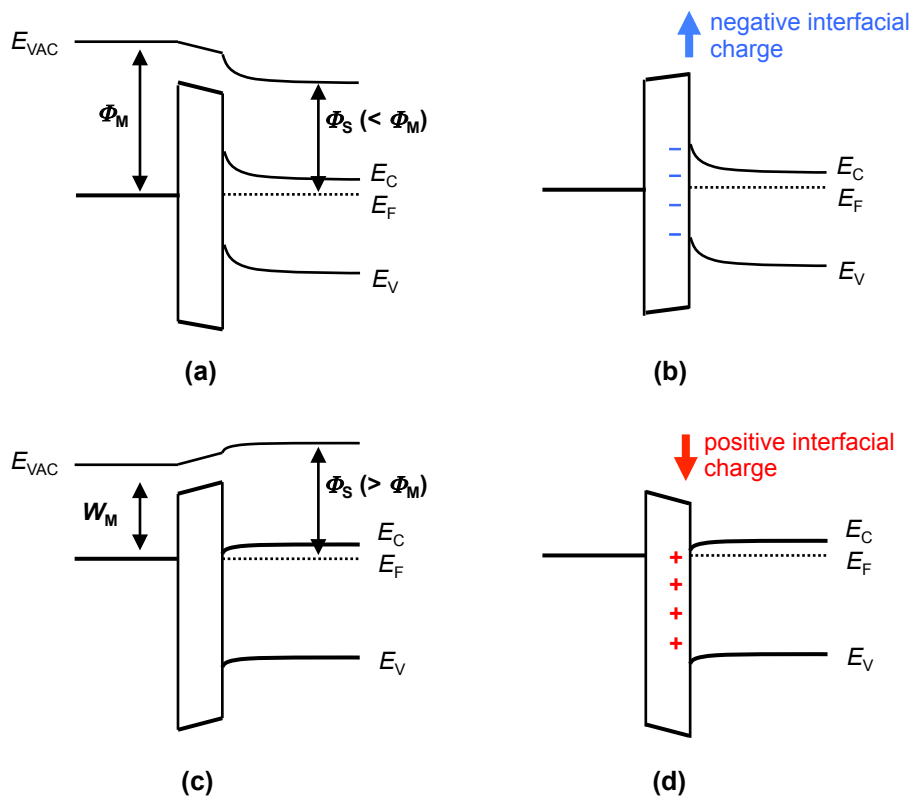 negative interfacial
charge
E_VAC
Φ_M
Φ_S (< Φ_M)
E_C
E_F
E_V
E_C
E_F
E_V
– – – –
(a)
(b)
positive interfacial
charge
E_VAC
W_M
Φ_S (> Φ_M)
E_C
E_F
E_V
E_C
E_F
E_V
+ + + +
(c)
(d)